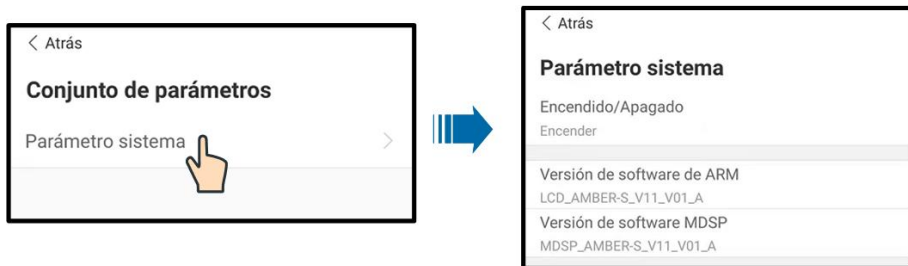 Atrás
Conjunto de parámetros
Parámetro sistema
Atrás
Parámetro sistema
Encendido/Apagado
Encender
Versión de software de ARM
LCD_AMBER-S_V11_V01_A
Versión de software MDSP
MDSP_AMBER-S_V11_V01_A